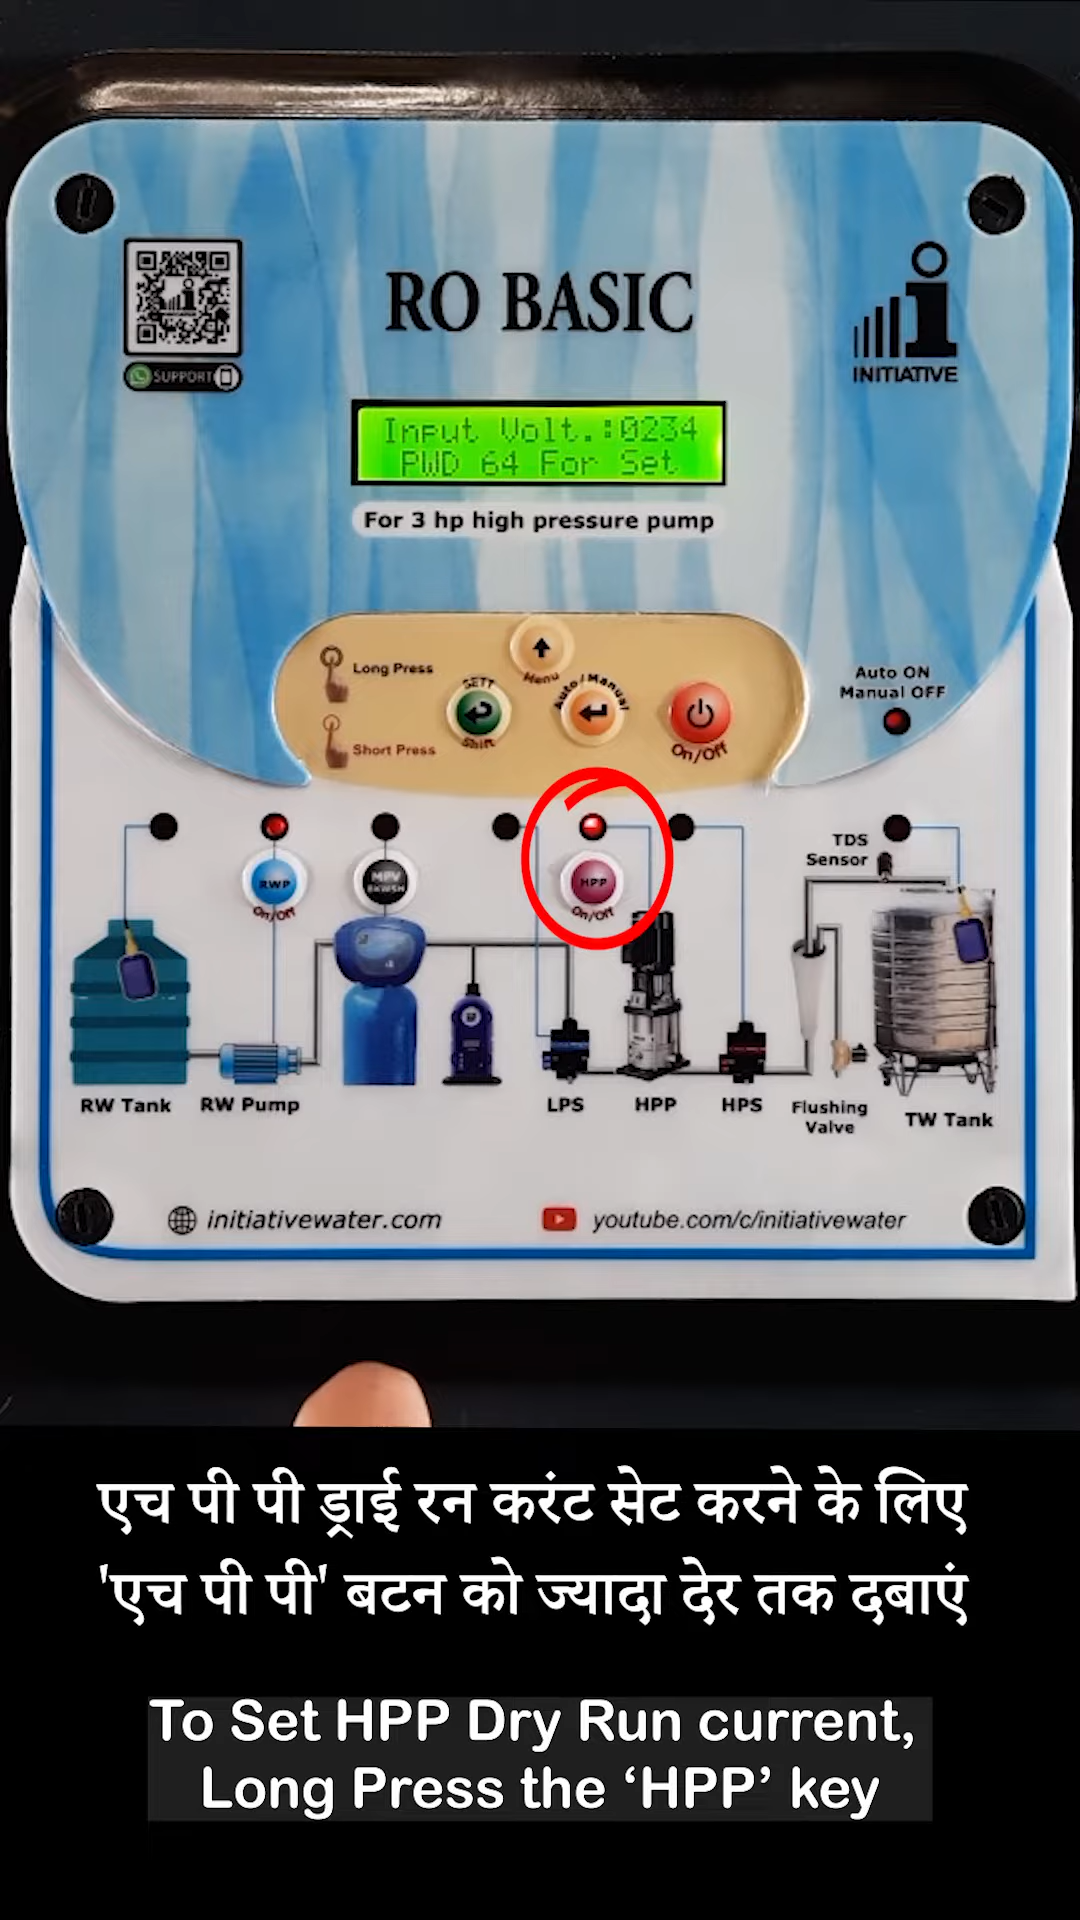 RO BASIC
SUPPORT
INITIATIVE
Input Volt.:0234
PWD 64 For Set
For 3 hp high pressure pump
Long Press
Menu
SETT
Auto/Manual
Shift
Short Press
On/Off
Auto ON
Manual OFF
RWP
On/Off
MPV
BKWSH
HPP
On/Off
TDS
Sensor
RW Tank
RW Pump
LPS
HPP
HPS
Flushing
Valve
TW Tank
initiativewater.com
youtube.com/c/initiativewater
एच पी पी ड्राई रन करंट सेट करने के लिए
'एच पी पी' बटन को ज्यादा देर तक दबाएं
To Set HPP Dry Run current,
Long Press the ‘HPP’ key